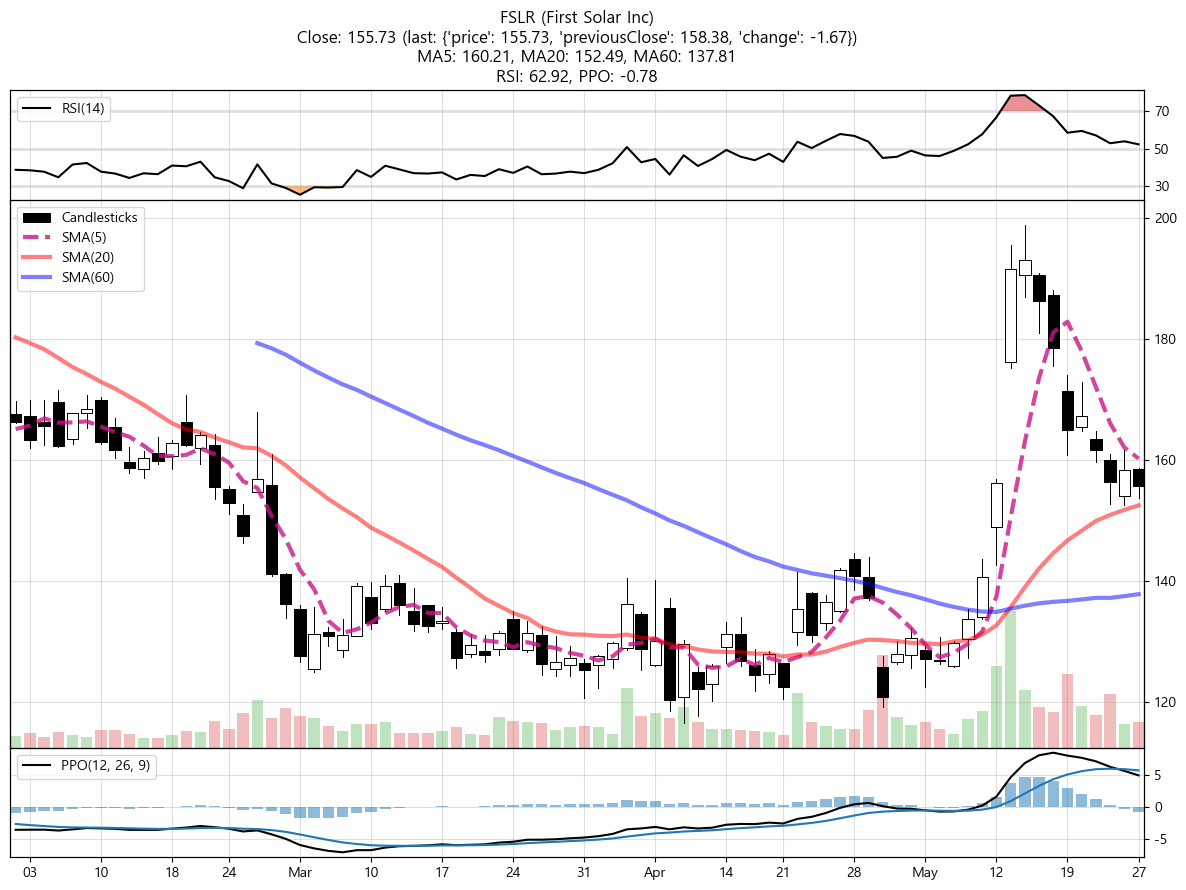 FSLR (First Solar Inc)
Close: 155.73 (last: {'price': 155.73, 'previousClose': 158.38, 'change': -1.67})
MA5: 160.21, MA20: 152.49, MA60: 137.81
RSI: 62.92, PPO: -0.78
RSI(14)
70
50
30
Candlesticks
SMA(5)
SMA(20)
SMA(60)
200
180
160
140
120
PPO(12, 26, 9)
5
0
-5
03 10 18 24 Mar 10 17 24 31 Apr 14 21 28 May 12 19 27